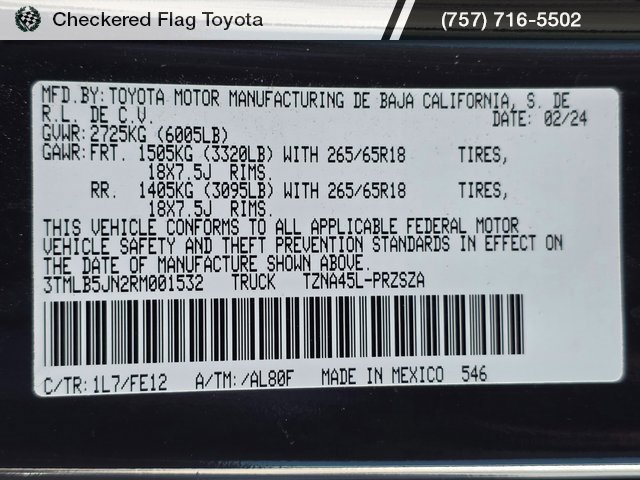 Checkered Flag Toyota
(757) 716-5502
MFD.BY:TOYOTA MOTOR MANUFACTURING DE BAJA CALIFORNIA, S. DE
R.L. DE C.V. DATE: 02/24
GVWR:2725KG (6005LB)
GAWR:FRT. 1505KG (3320LB) WITH 265/65R18 TIRES,
18X7.5J RIMS.
RR. 1405KG (3095LB) WITH 265/65R18 TIRES,
18X7.5J RIMS.
THIS VEHICLE CONFORMS TO ALL APPLICABLE FEDERAL MOTOR
VEHICLE SAFETY AND THEFT PREVENTION STANDARDS IN EFFECT ON
THE DATE OF MANUFACTURE SHOWN ABOVE.
3TMLB5JN2RM001532 TRUCK TZNA45L-PRZSZA
C/TR:1L7/FE12 A/TM:/AL80F MADE IN MEXICO 546